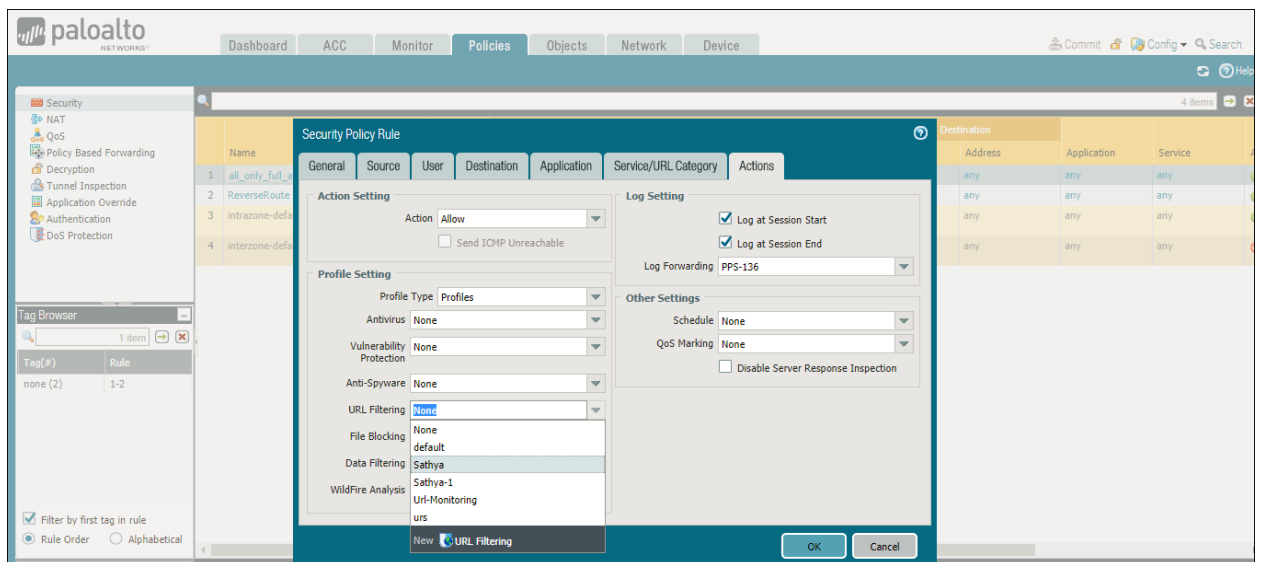 paloalto
NETWORKS
Dashboard ACC Monitor Policies Objects Network Device
Commit Config Search
Help
Security
NAT
QoS
Policy Based Forwarding
Decryption
Tunnel Inspection
Application Override
Authentication
DoS Protection
4 items
Destination
Name Address Application Service
1 all_only_full_a any any any
2 ReverseRoute any any any
3 intrazone-defa any any any
4 interzone-defa any any any
Tag Browser
1 item
Tag(#) Rule
none (2) 1-2
Filter by first tag in rule
Rule Order Alphabetical
Security Policy Rule
General Source User Destination Application Service/URL Category Actions
Action Setting
Action Allow
Send ICMP Unreachable
Profile Setting
Profile Type Profiles
Antivirus None
Vulnerability Protection None
Anti-Spyware None
URL Filtering None
File Blocking
Data Filtering
WildFire Analysis
None
default
Sathya
Sathya-1
Url-Monitoring
urs
New URL Filtering
Log Setting
Log at Session Start
Log at Session End
Log Forwarding PPS-136
Other Settings
Schedule None
QoS Marking None
Disable Server Response Inspection
OK Cancel